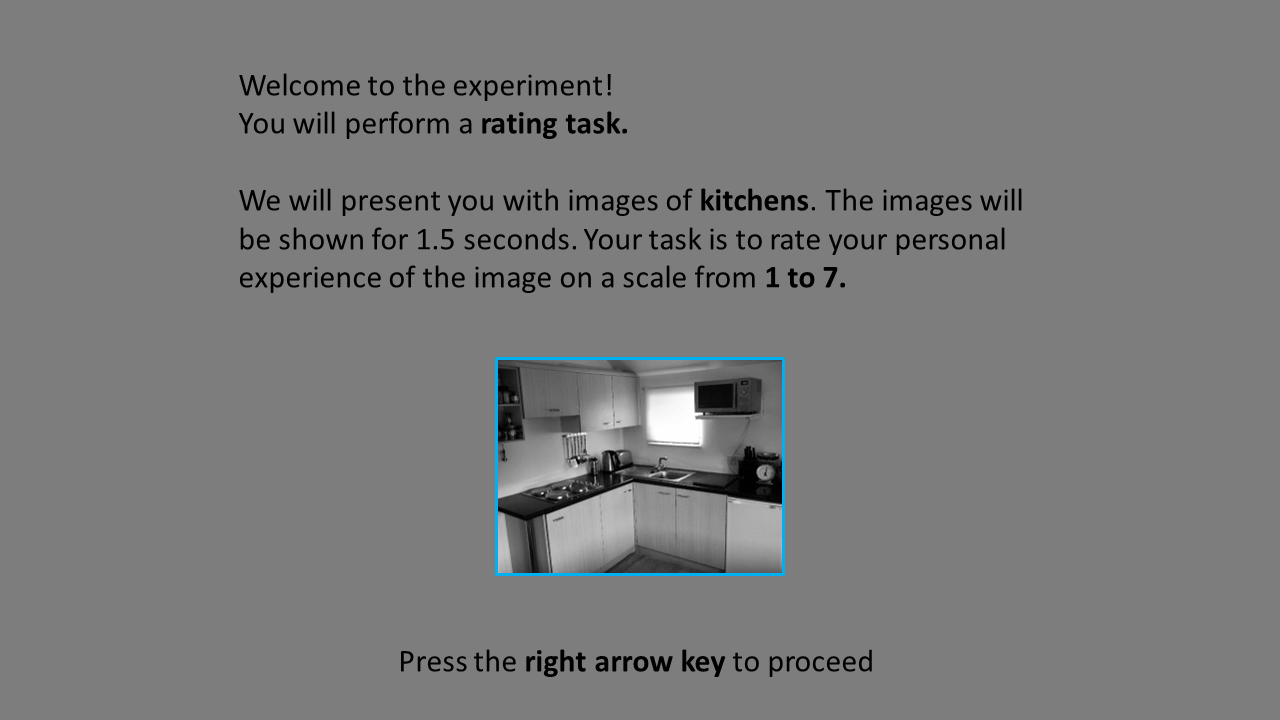 Welcome to the experiment!
You will perform a rating task.
We will present you with images of kitchens. The images will
be shown for 1.5 seconds. Your task is to rate your personal
experience of the image on a scale from 1 to 7.
Press the right arrow key to proceed